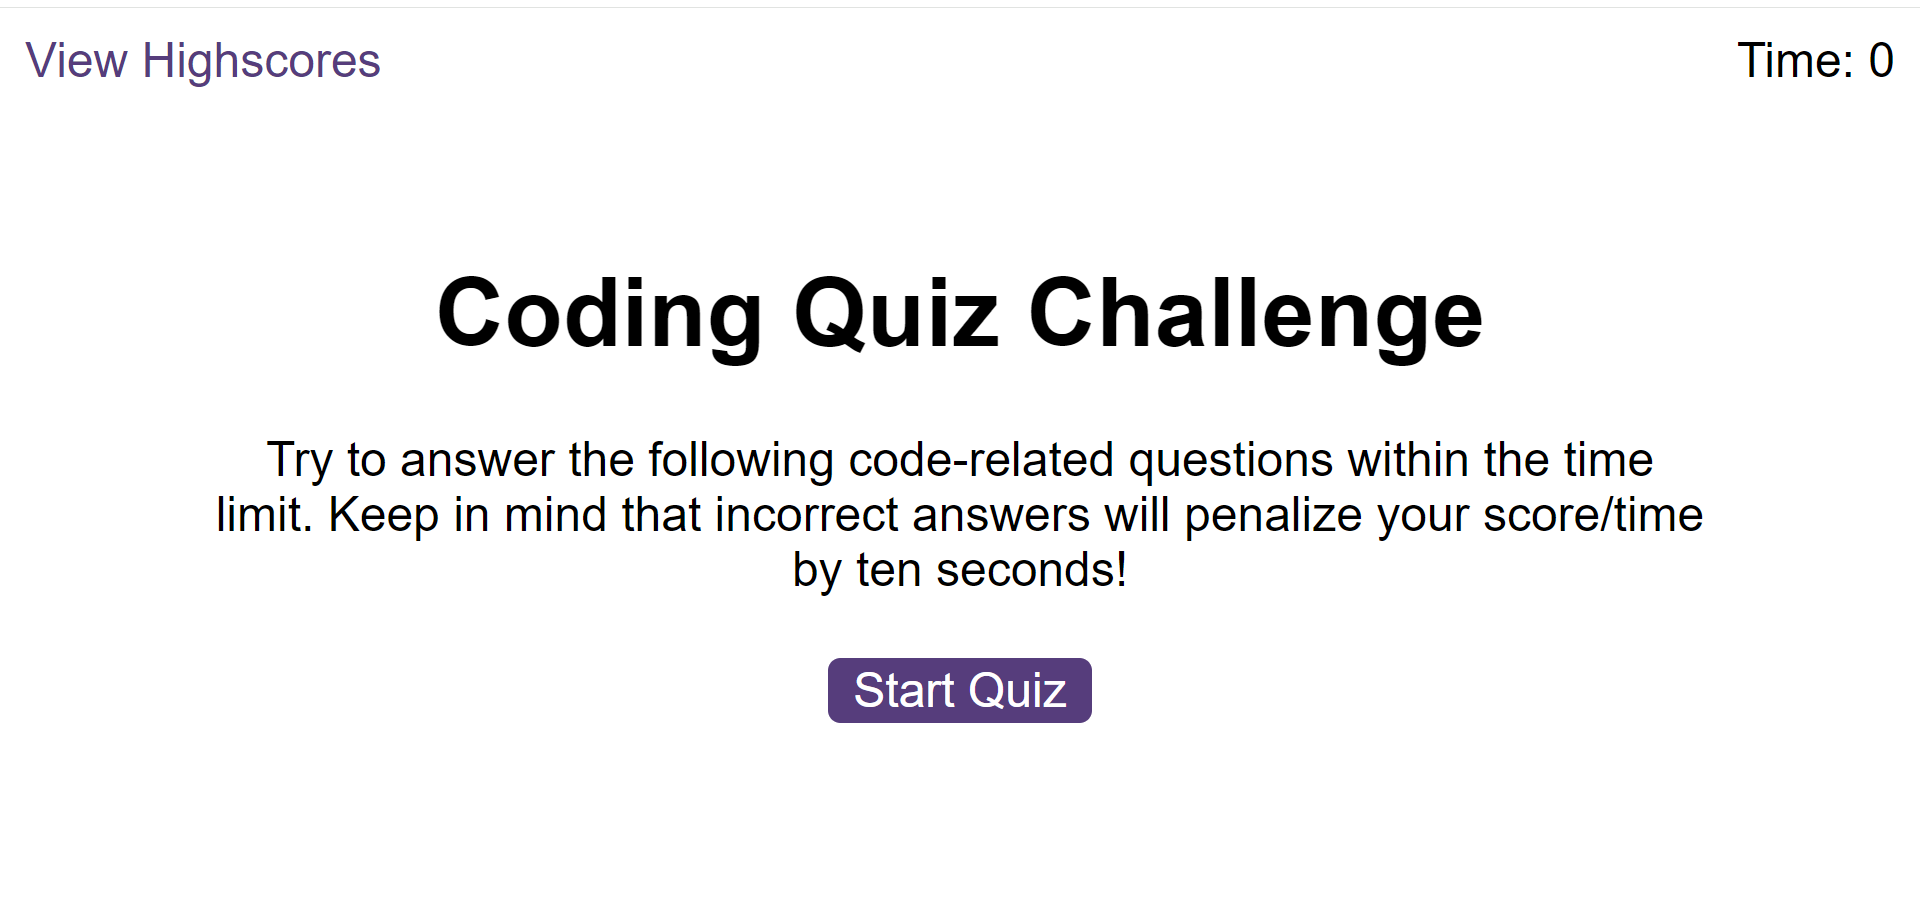 View Highscores
Time: 0
Coding Quiz Challenge
Try to answer the following code-related questions within the time
limit. Keep in mind that incorrect answers will penalize your score/time
by ten seconds!
Start Quiz